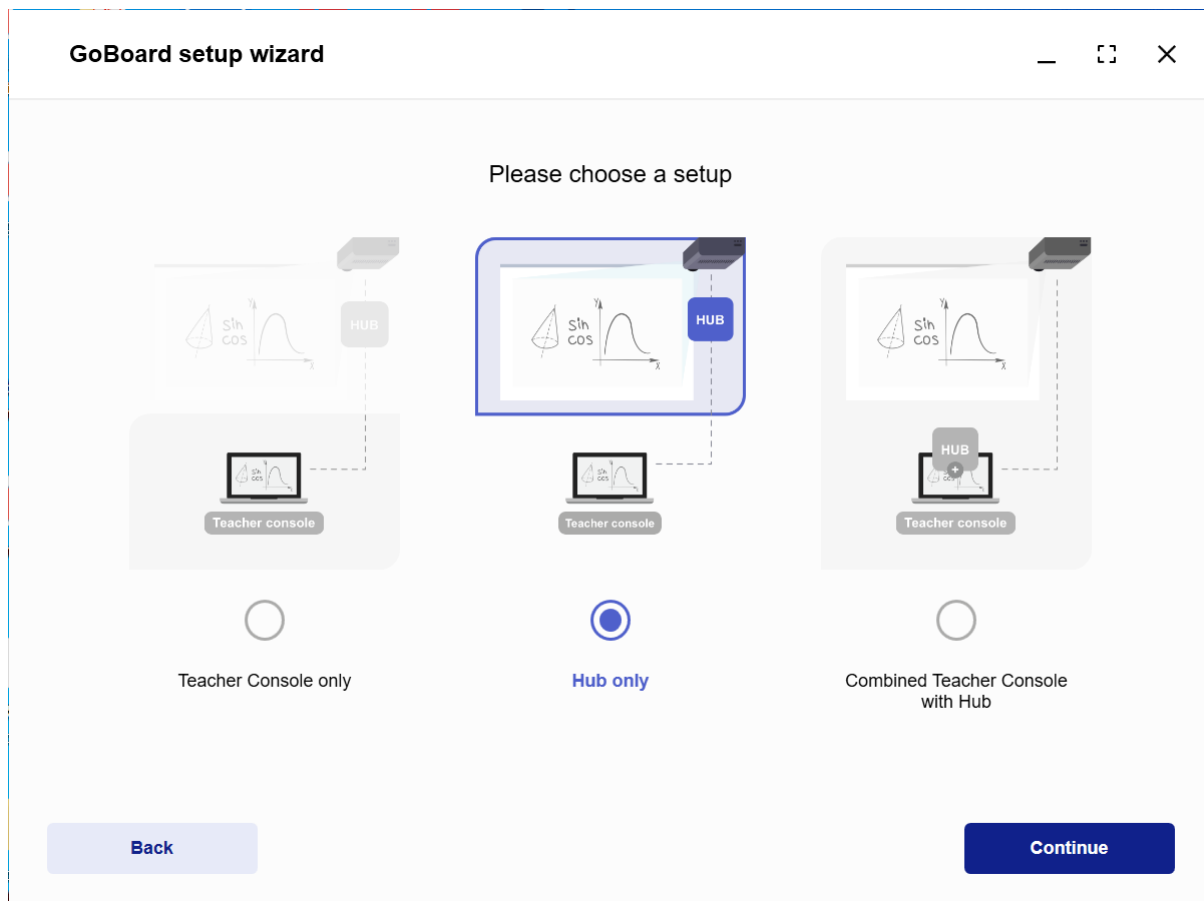 GoBoard setup wizard
Please choose a setup
HUB
sin
cos
Y
X
Teacher console
sin
cos
Y
X
HUB
Teacher console
sin
cos
Y
X
HUB
Teacher console
Teacher Console only
Hub only
Combined Teacher Console
with Hub
Back
Continue